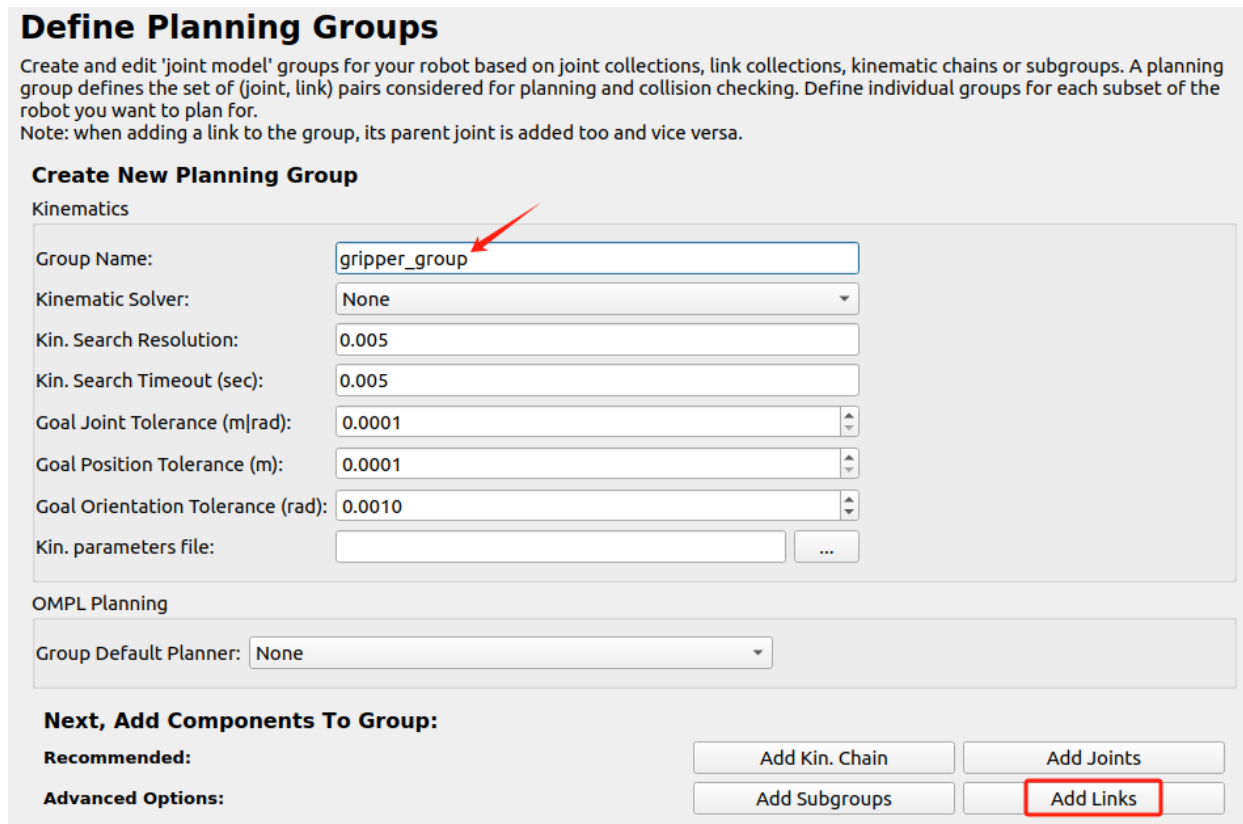 Define Planning Groups
Create and edit 'joint model' groups for your robot based on joint collections, link collections, kinematic chains or subgroups. A planning
group defines the set of (joint, link) pairs considered for planning and collision checking. Define individual groups for each subset of the
robot you want to plan for.
Note: when adding a link to the group, its parent joint is added too and vice versa.
Create New Planning Group
Kinematics
Group Name: gripper_group
Kinematic Solver: None
Kin. Search Resolution: 0.005
Kin. Search Timeout (sec): 0.005
Goal Joint Tolerance (m|rad): 0.0001
Goal Position Tolerance (m): 0.0001
Goal Orientation Tolerance (rad): 0.0010
Kin. parameters file: ...
OMPL Planning
Group Default Planner: None
Next, Add Components To Group:
Recommended: Add Kin. Chain Add Joints
Advanced Options: Add Subgroups Add Links